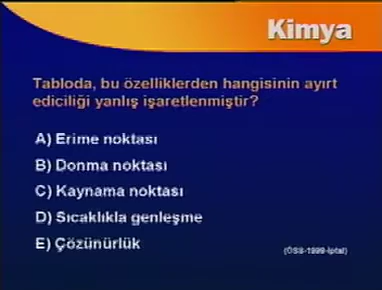 Kimya
Tabloda, bu özelliklerden hangisinin ayırt
ediciliği yanlış işaretlenmiştir?
A) Erime noktası
B) Donma noktası
C) Kaynama noktası
D) Sıcaklıkla genleşme
E) Çözünürlük
(ÖSS-1999-İptal)